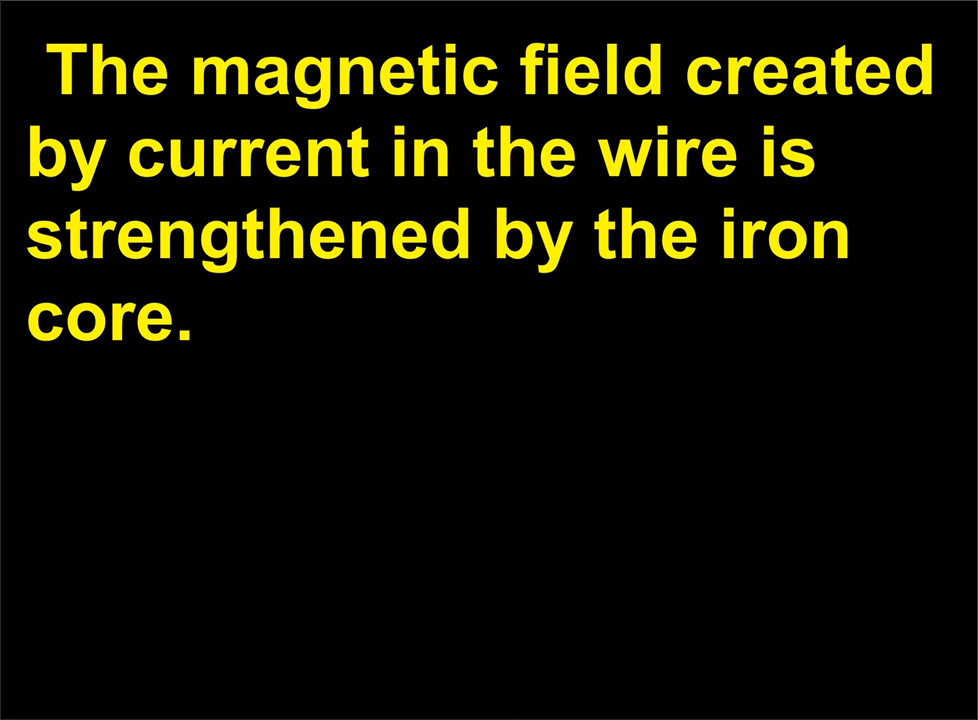 The magnetic field created
by current in the wire is
strengthened by the iron
core.